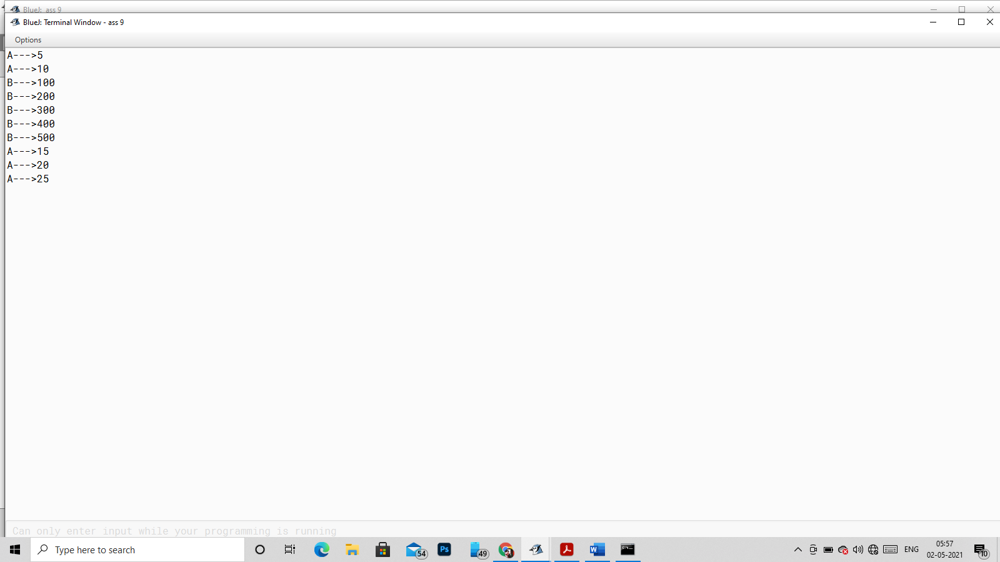 BlueJ: ass 9
BlueJ: Terminal Window - ass 9
Options
A--->5
A--->10
B--->100
B--->200
B--->300
B--->400
B--->500
A--->15
A--->20
A--->25
Can only enter input while your programming is running
Type here to search
54
Ps
49
W
ENG
05:57
02-05-2021
10